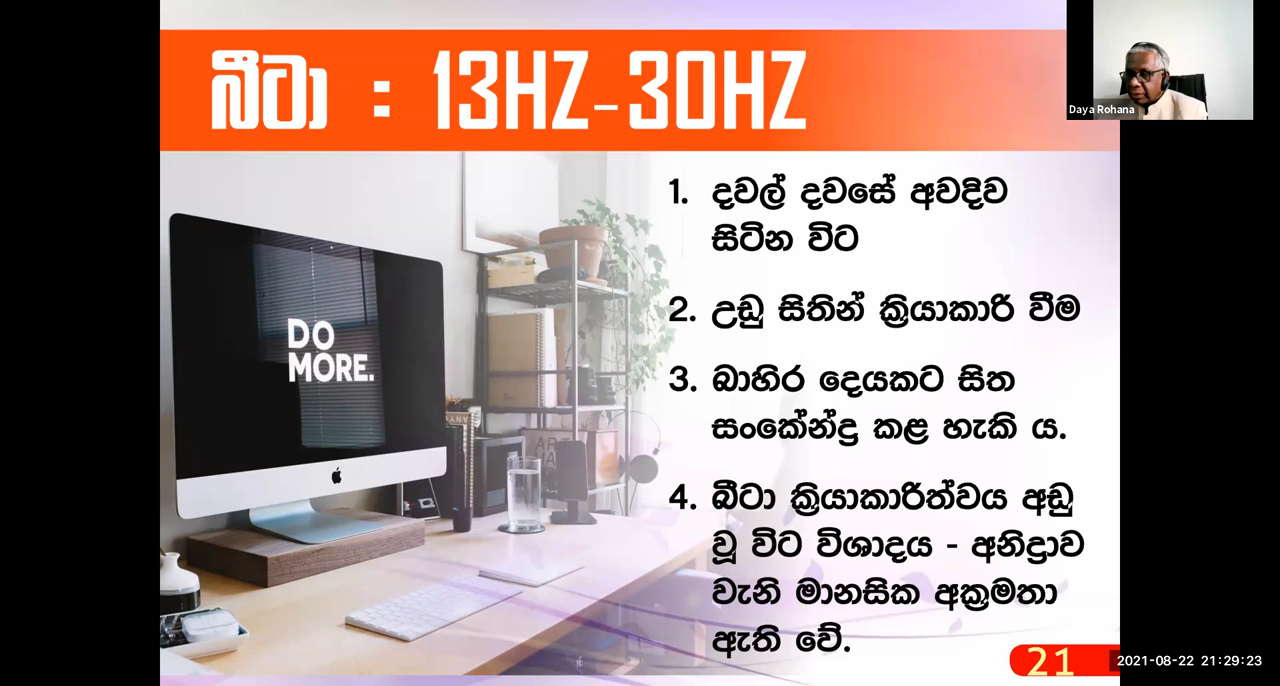 බීටා : 13HZ-30HZ
Daya Rohana
1. දවල් දවසේ අවදිව
සිටින විට
2. උඩු සිතින් ක්‍රියාකාරී වීම
3. බාහිර දෙයකට සිත
සංකේන්ද්‍ර කළ හැකි ය.
4. බීටා ක්‍රියාකාරිත්වය අඩු
වූ විට විශාදය - අනිද්‍රාව
වැනි මානසික අක්‍රමතා
ඇති වේ.
DO
MORE.
21
2021-08-22 21:29:23